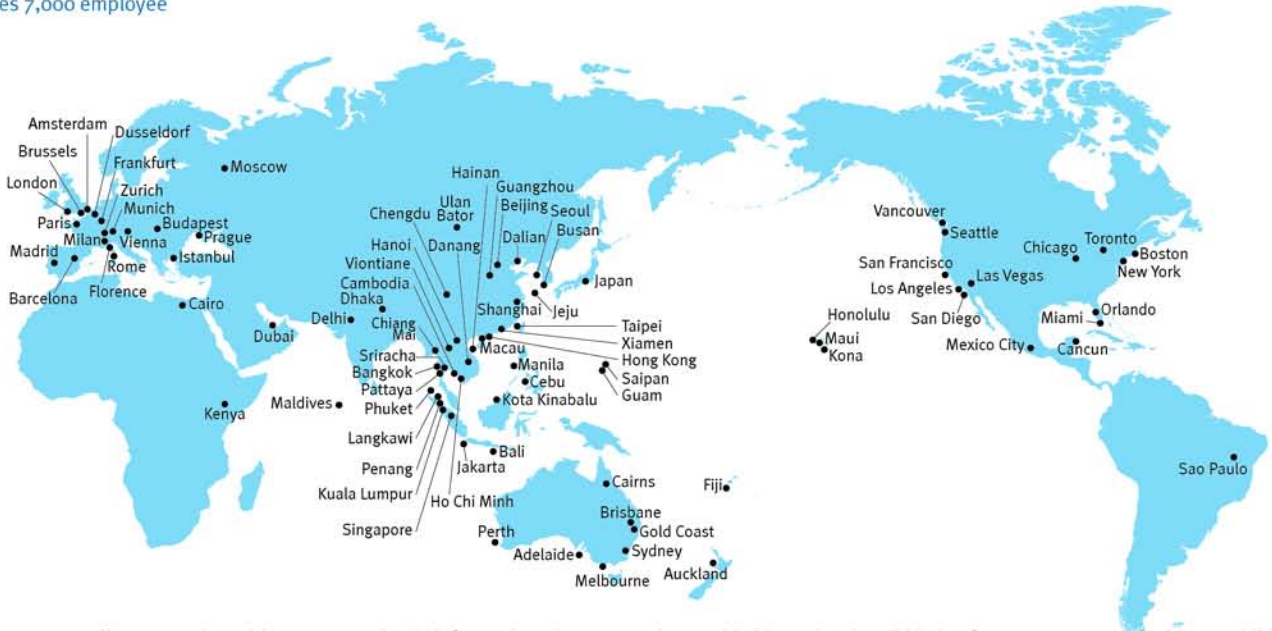 es 7,000 employee
Amsterdam
Dusseldorf
Brussels
Frankfurt
London
Zurich
Munich
Paris
Budapest
Milan
Vienna
Prague
Madrid
Rome
Istanbul
Barcelona
Florence
Cairo
Moscow
Dubai
Kenya
Maldives
Delhi
Hainan
Guangzhou
Ulan
Bator
Beijing
Seoul
Chengdu
Busan
Hanoi
Danang
Dalian
Viontiane
Cambodia
Dhaka
Japan
Shanghai
Jeju
Chiang
Mai
Taipei
Xiamen
Macau
Hong Kong
Sriracha
Bangkok
Manila
Saipan
Pattaya
Cebu
Guam
Phuket
Kota Kinabalu
Langkawi
Penang
Jakarta
Bali
Kuala Lumpur
Ho Chi Minh
Singapore
Cairns
Fiji
Brisbane
Gold Coast
Perth
Adelaide
Sydney
Melbourne
Auckland
Vancouver
Seattle
Chicago
Toronto
Boston
New York
San Francisco
Las Vegas
Los Angeles
San Diego
Orlando
Miami
Honolulu
Maui
Kona
Mexico City
Cancun
Sao Paulo